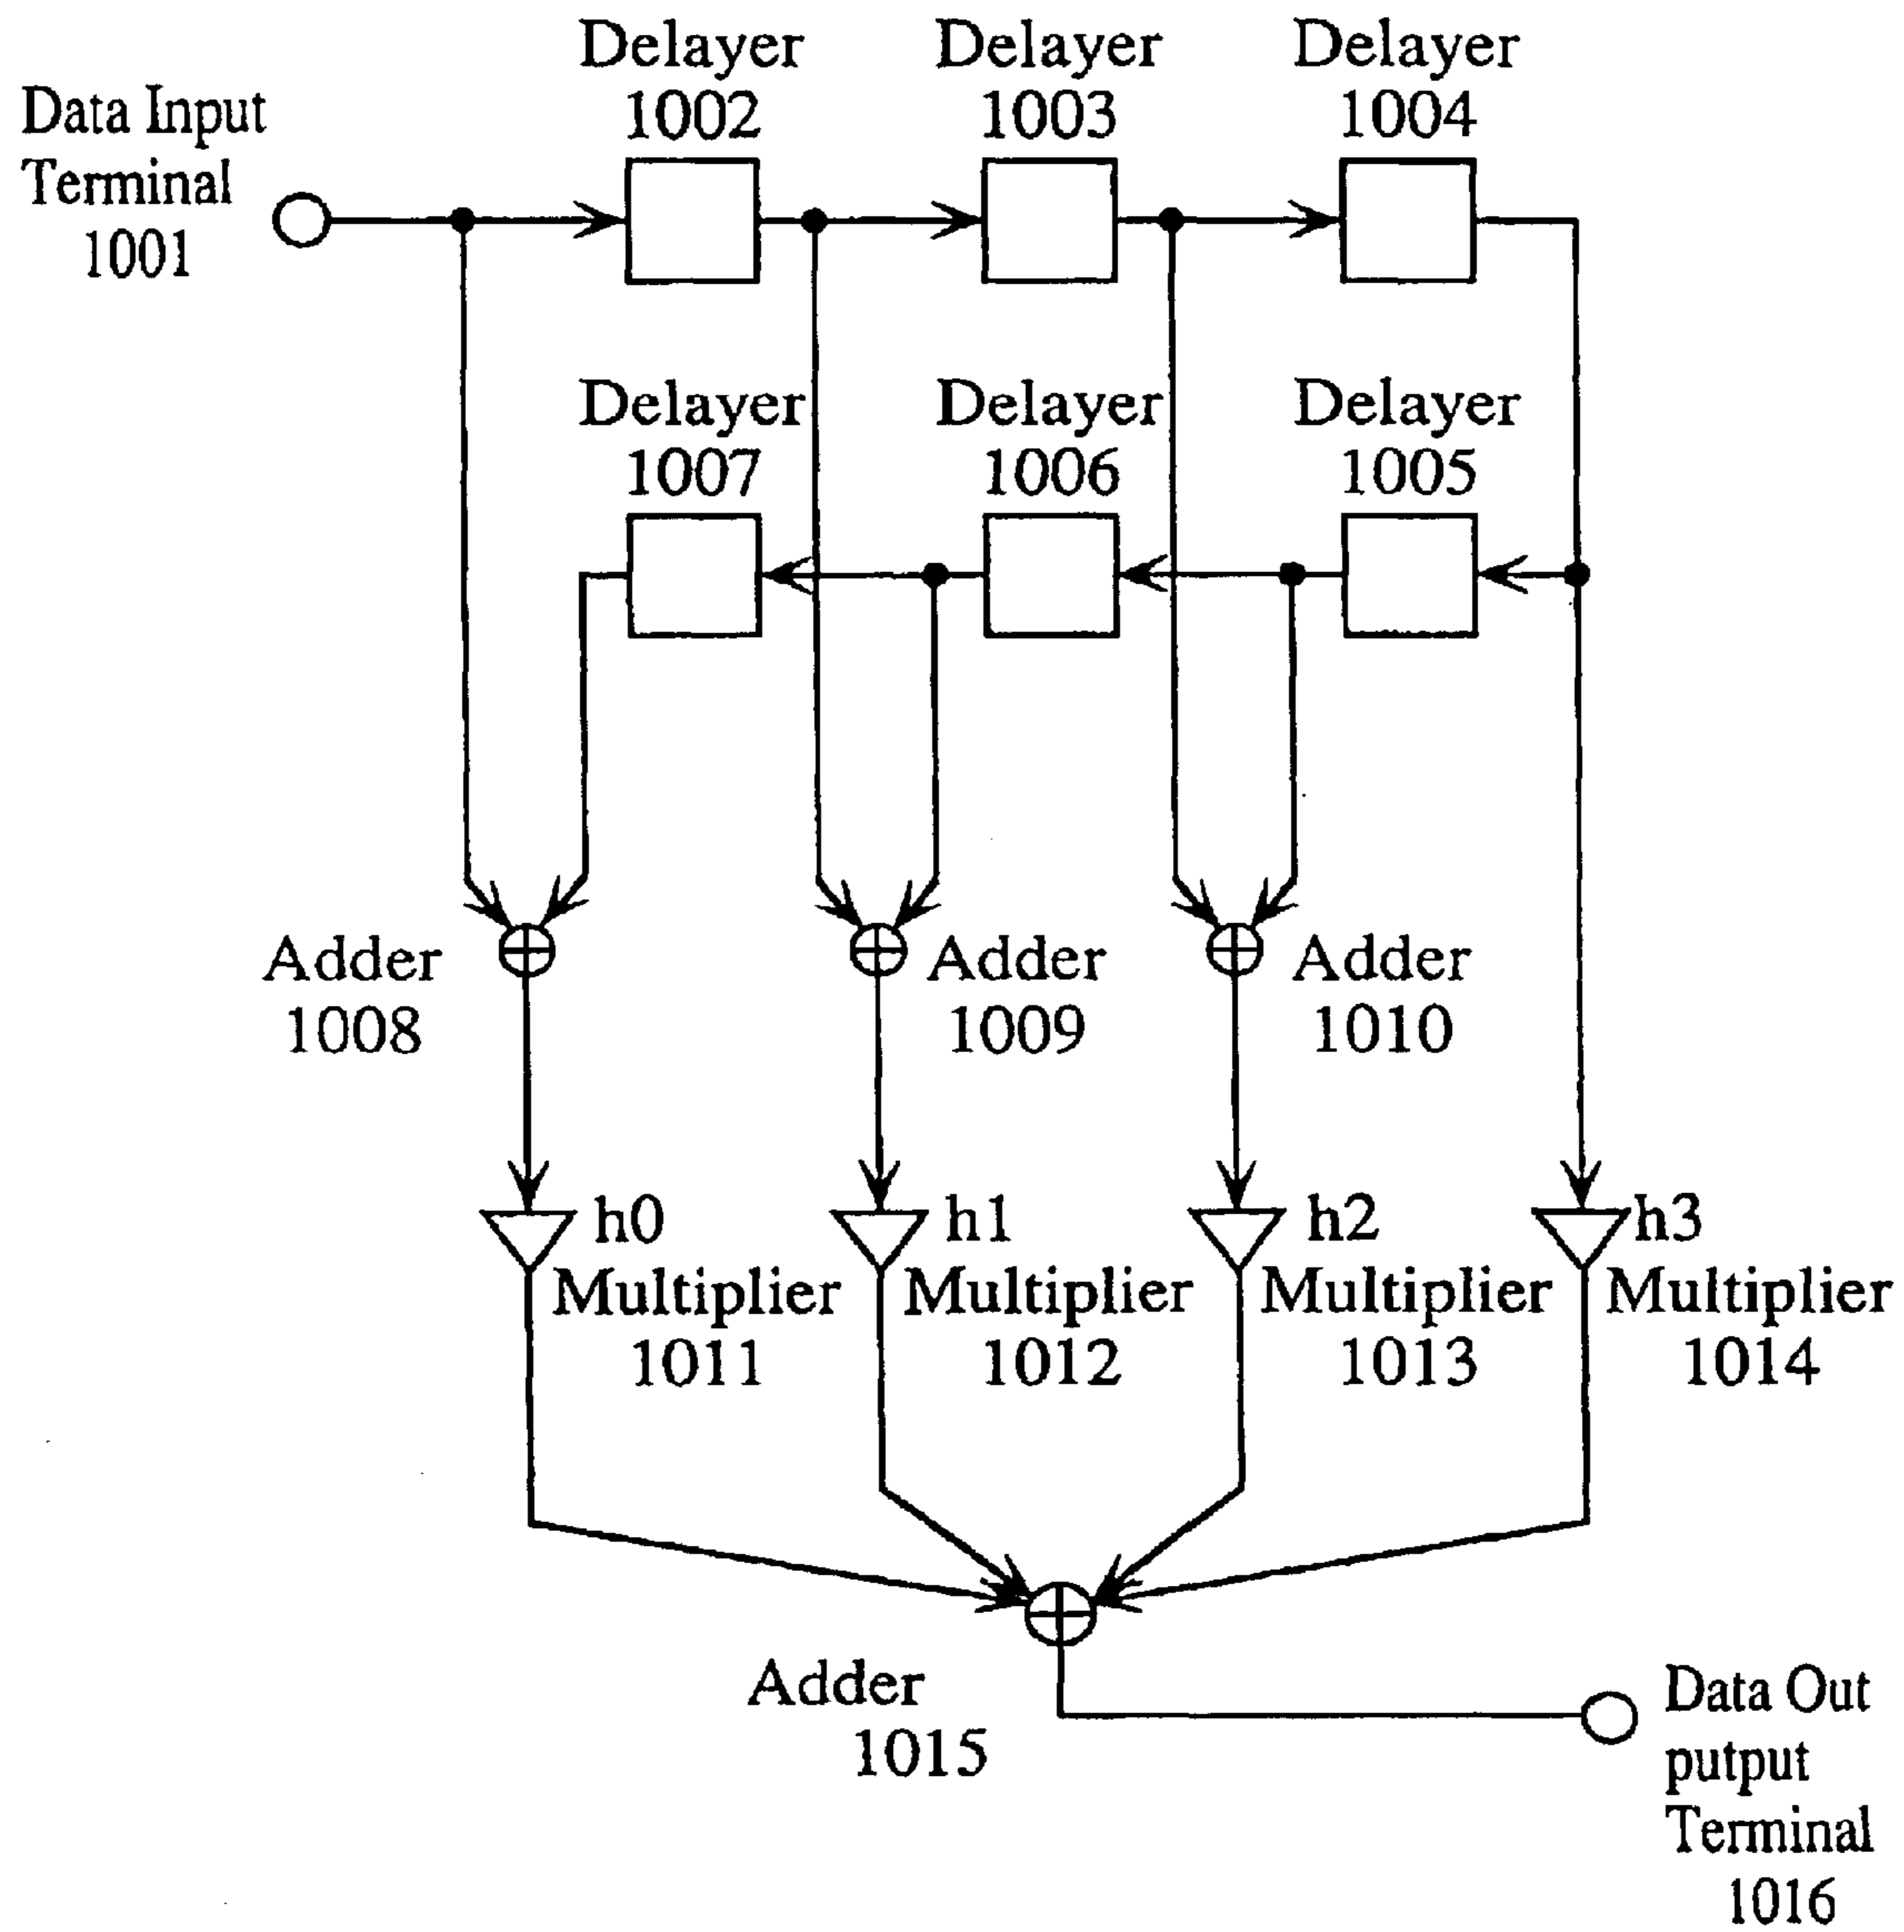 Delayer
1002
Delayer
1003
Delayer
1004
Data Input
Terminal
1001
Delayer
1007
Delayer
1006
Delayer
1005
Adder
1008
Adder
1009
Adder
1010
h0
Multiplier
1011
h1
Multiplier
1012
h2
Multiplier
1013
h3
Multiplier
1014
Adder
1015
Data Out
putput
Terminal
1016